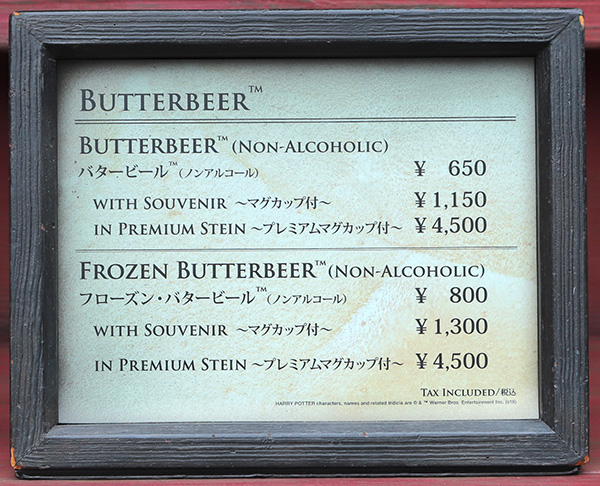 BUTTERBEER™
BUTTERBEER™ (NON-ALCOHOLIC)
バタービール™ (ノンアルコール) ¥ 650
WITH SOUVENIR ～マグカップ付～ ¥ 1,150
IN PREMIUM STEIN ～プレミアムマグカップ付～ ¥ 4,500
FROZEN BUTTERBEER™ (NON-ALCOHOLIC)
フローズン・バタービール™ (ノンアルコール) ¥ 800
WITH SOUVENIR ～マグカップ付～ ¥ 1,300
IN PREMIUM STEIN ～プレミアムマグカップ付～ ¥ 4,500
TAX INCLUDED/税込
HARRY POTTER characters, names and related indicia are © & ™ Warner Bros. Entertainment Inc.